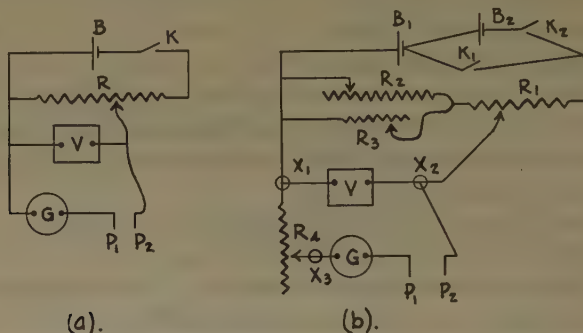 B K
R
V
G
P₁ P₂
(a).
B₁ B₂ K₂
K₁
R₂ R₁
R₃
X₁ V X₂
R₄ G
X₃
P₁ P₂
(b).